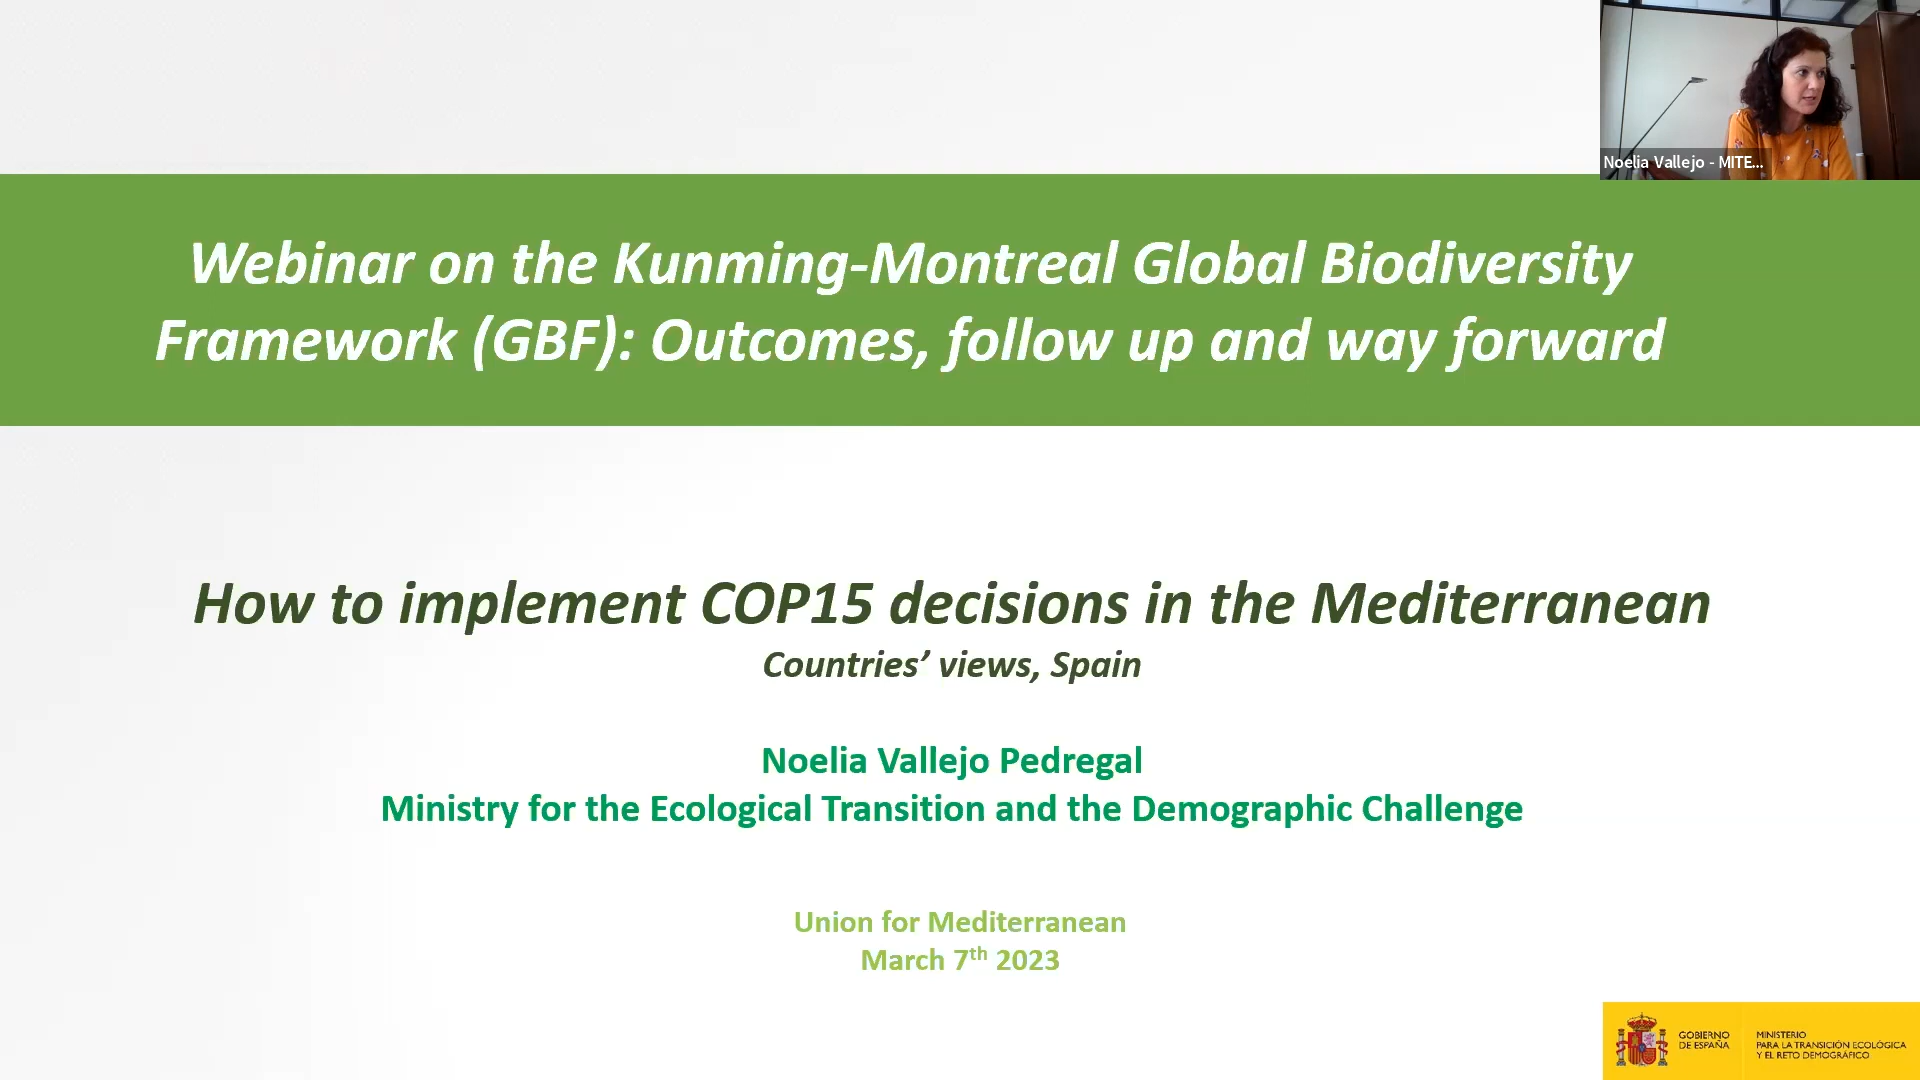 Noelia Vallejo - MITE...
Webinar on the Kunming-Montreal Global Biodiversity
Framework (GBF): Outcomes, follow up and way forward
How to implement COP15 decisions in the Mediterranean
Countries’ views, Spain
Noelia Vallejo Pedregal
Ministry for the Ecological Transition and the Demographic Challenge
Union for Mediterranean
March 7th 2023
GOBIERNO
DE ESPAÑA
MINISTERIO
PARA LA TRANSICIÓN ECOLÓGICA
Y EL RETO DEMOGRÁFICO